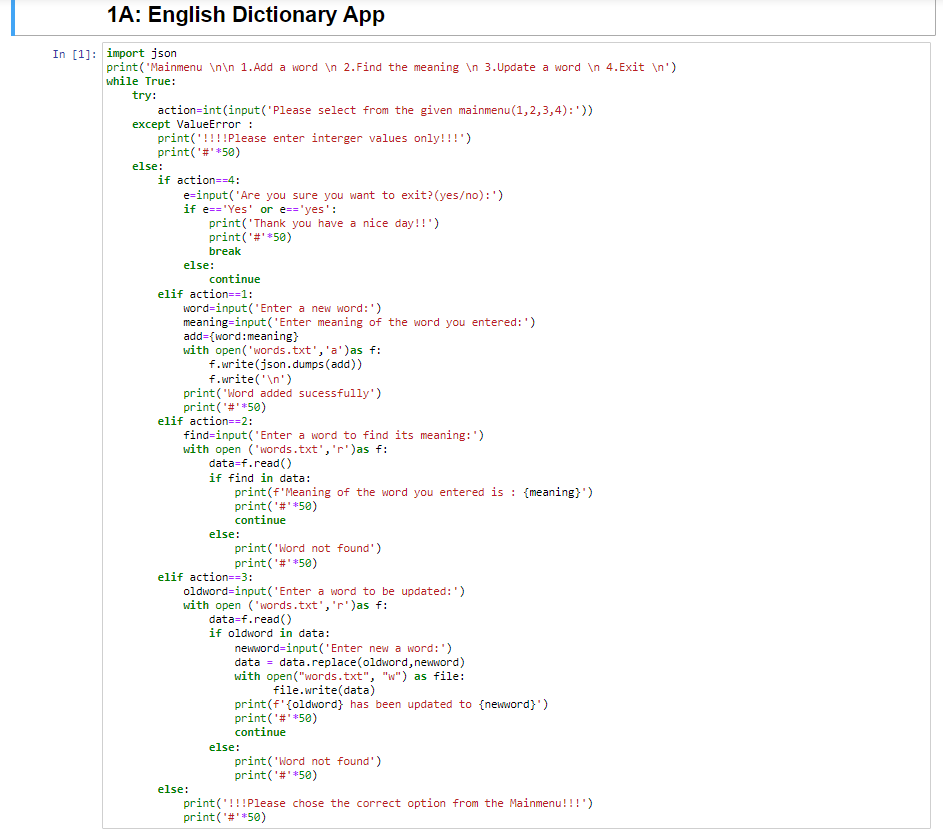 1A: English Dictionary App
In [1]: import json
print('Mainmenu \n\n 1.Add a word \n 2.Find the meaning \n 3.Update a word \n 4.Exit \n')
while True:
    try:
        action=int(input('Please select from the given mainmenu(1,2,3,4):'))
    except ValueError :
        print('!!!!Please enter interger values only!!!')
        print('#'*50)
    else:
        if action==4:
            e=input('Are you sure you want to exit?(yes/no):')
            if e=='Yes' or e=='yes':
                print('Thank you have a nice day!!')
                print('#'*50)
                break
            else:
                continue
        elif action==1:
            word=input('Enter a new word:')
            meaning=input('Enter meaning of the word you entered:')
            add={word:meaning}
            with open('words.txt','a')as f:
                f.write(json.dumps(add))
                f.write('\n')
            print('Word added sucessfully')
            print('#'*50)
        elif action==2:
            find=input('Enter a word to find its meaning:')
            with open ('words.txt','r')as f:
                data=f.read()
                if find in data:
                    print(f'Meaning of the word you entered is : {meaning}')
                    print('#'*50)
                    continue
                else:
                    print('Word not found')
                    print('#'*50)
        elif action==3:
            oldword=input('Enter a word to be updated:')
            with open ('words.txt','r')as f:
                data=f.read()
                if oldword in data:
                    newword=input('Enter new a word:')
                    data = data.replace(oldword,newword)
                    with open("words.txt", "w") as file:
                          file.write(data)
                    print(f'{oldword} has been updated to {newword}')
                    print('#'*50)
                    continue
                else:
                    print('Word not found')
                    print('#'*50)
        else:
            print('!!!Please chose the correct option from the Mainmenu!!!')
            print('#'*50)